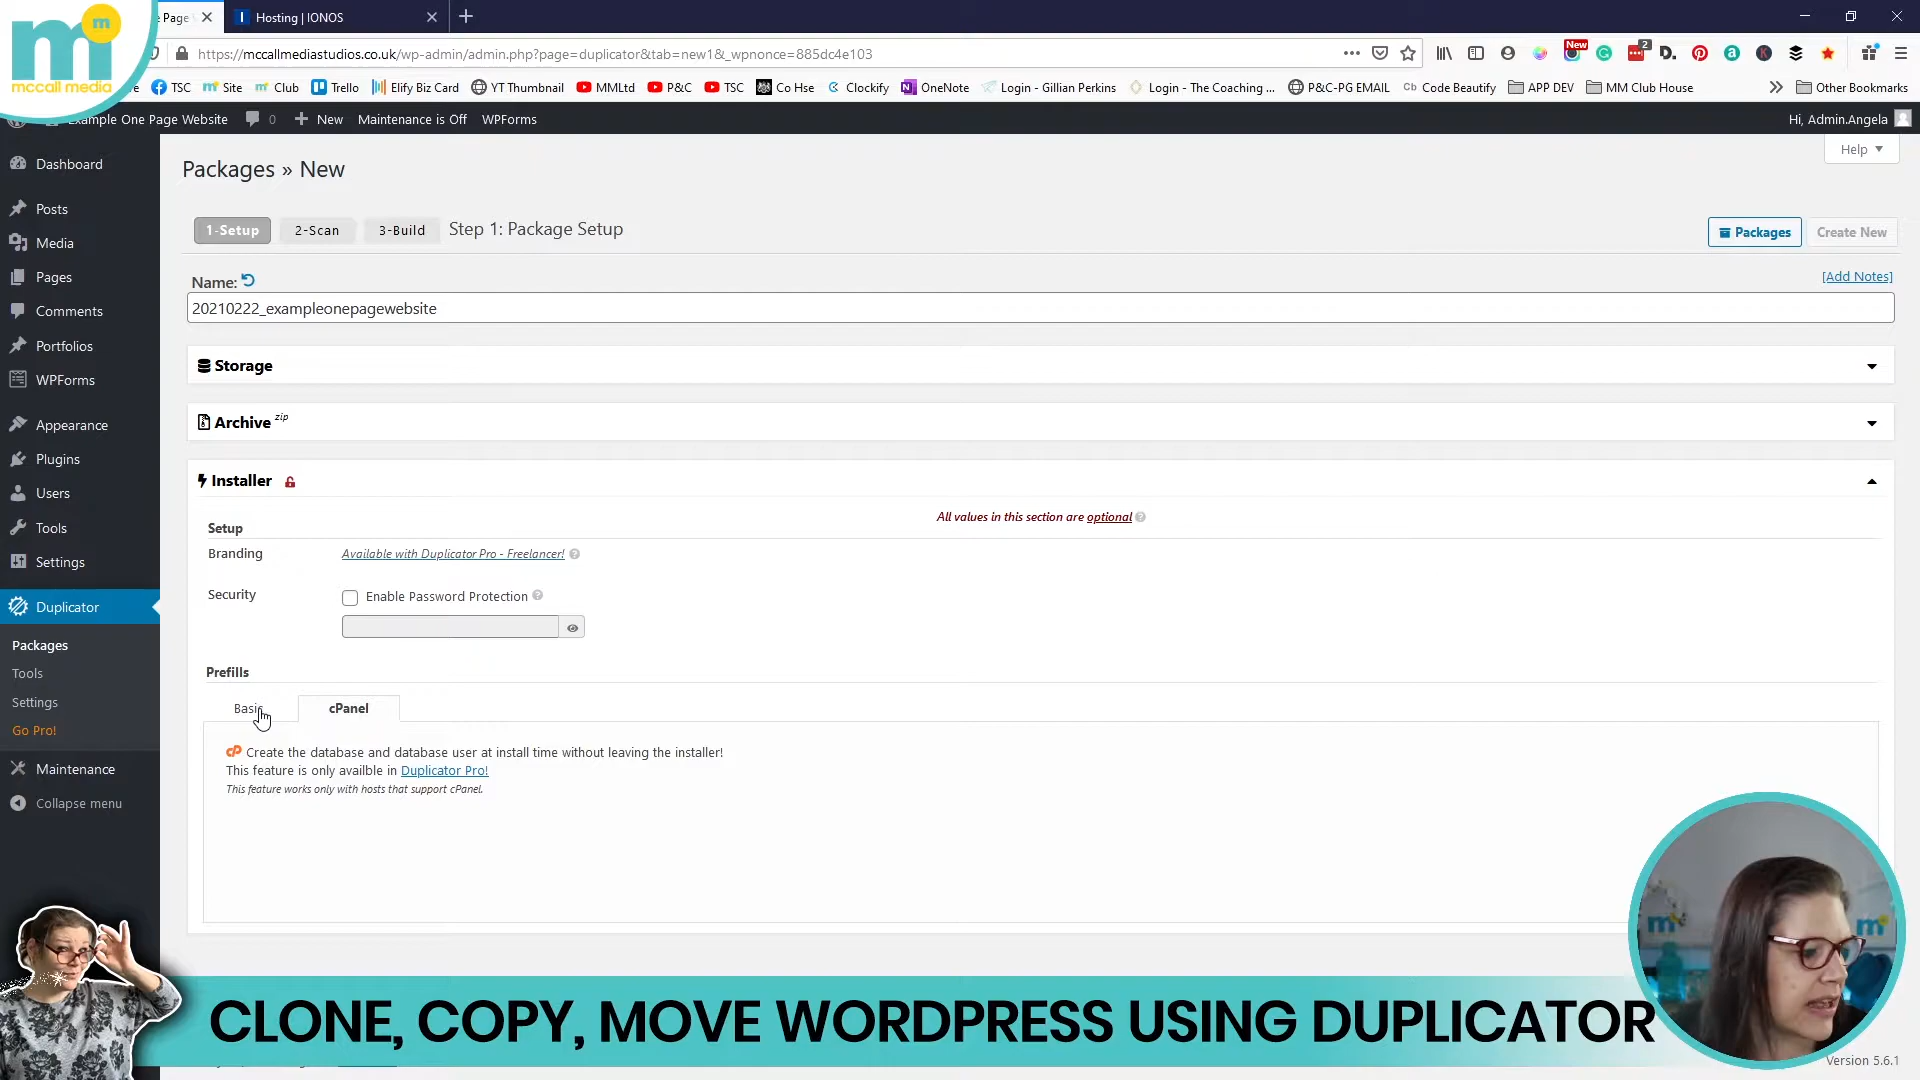 m
mccall media
e Page
Hosting | IONOS
https://mccallmediastudios.co.uk/wp-admin/admin.php?page=duplicator&tab=new1&_wpnonce=885dc4e103
New
2
TSC
Site
Club
Trello
Elify Biz Card
YT Thumbnail
MMLtd
P&C
TSC
Co Hse
Clockify
OneNote
Login - Gillian Perkins
Login - The Coaching ...
P&C-PG EMAIL
Code Beautify
APP DEV
MM Club House
Other Bookmarks
Example One Page Website
0
New
Maintenance is Off
WPForms
Hi, Admin.Angela
Help
Dashboard
Posts
Media
Pages
Comments
Portfolios
WPForms
Appearance
Plugins
Users
Tools
Settings
Duplicator
Packages
Tools
Settings
Go Pro!
Maintenance
Collapse menu
Packages » New
1-Setup
2-Scan
3-Build
Step 1: Package Setup
Packages
Create New
Name:
[Add Notes]
20210222_exampleonepagewebsite
Storage
Archive zip
Installer
All values in this section are optional
Setup
Branding
Available with Duplicator Pro - Freelancer!
Security
Enable Password Protection
Prefills
Basic
cPanel
Create the database and database user at install time without leaving the installer!
This feature is only availble in Duplicator Pro!
This feature works only with hosts that support cPanel.
CLONE, COPY, MOVE WORDPRESS USING DUPLICATOR
Version 5.6.1